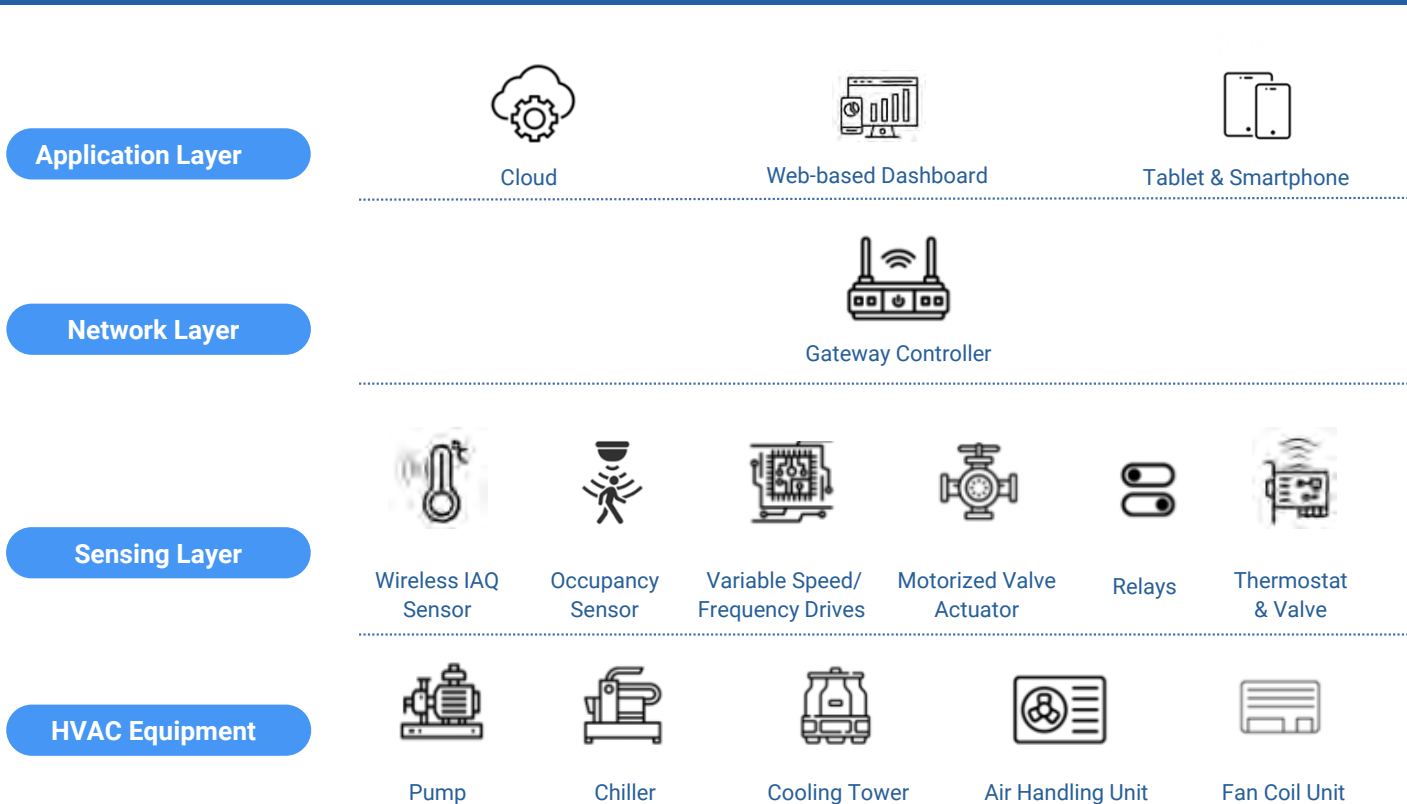 Application Layer
Cloud
Web-based Dashboard
Tablet & Smartphone
Network Layer
Gateway Controller
Sensing Layer
°c
Wireless IAQ
Sensor
Occupancy
Sensor
Variable Speed/
Frequency Drives
Motorized Valve
Actuator
Relays
Thermostat
& Valve
HVAC Equipment
Pump
Chiller
Cooling Tower
Air Handling Unit
Fan Coil Unit